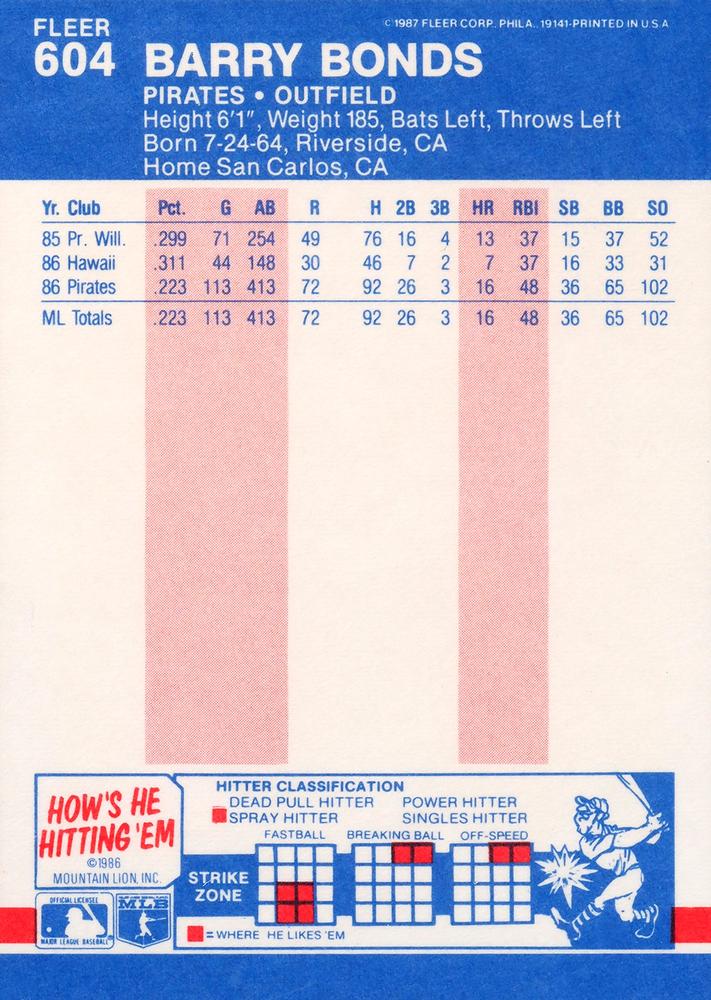 FLEER
© 1987 FLEER CORP. PHILA., 19141-PRINTED IN U.S.A
604 BARRY BONDS
PIRATES • OUTFIELD
Height 6'1", Weight 185, Bats Left, Throws Left
Born 7-24-64, Riverside, CA
Home San Carlos, CA
Yr. Club Pct. G AB R H 2B 3B HR RBI SB BB SO
85 Pr. Will. .299 71 254 49 76 16 4 13 37 15 37 52
86 Hawaii .311 44 148 30 46 7 2 7 37 16 33 31
86 Pirates .223 113 413 72 92 26 3 16 48 36 65 102
ML Totals .223 113 413 72 92 26 3 16 48 36 65 102
HOW'S HE
HITTING 'EM
©1986
MOUNTAIN LION, INC.
OFFICIAL LICENSEE
MAJOR LEAGUE BASEBALL
MLB
HITTER CLASSIFICATION
DEAD PULL HITTER POWER HITTER
SPRAY HITTER SINGLES HITTER
FASTBALL BREAKING BALL OFF-SPEED
STRIKE
ZONE
= WHERE HE LIKES 'EM